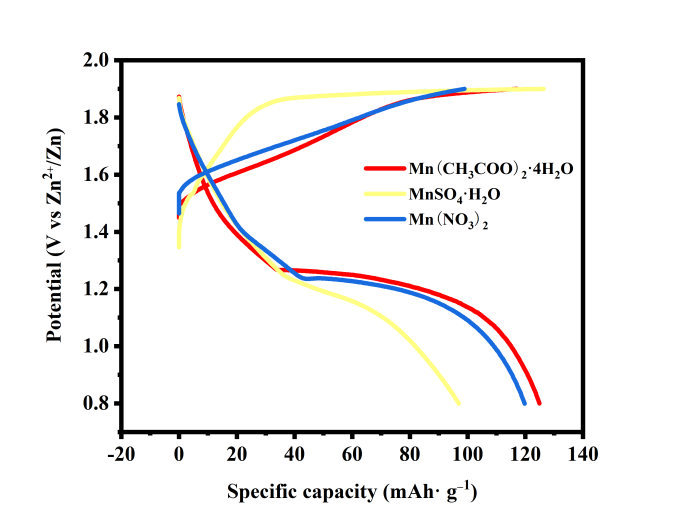 2.0
1.8
1.6
1.4
1.2
1.0
0.8
Potential (V vs Zn²⁺/Zn)
Mn（CH₃COO）₂·4H₂O
MnSO₄·H₂O
Mn（NO₃）₂
-20 0 20 40 60 80 100 120 140
Specific capacity (mAh· g⁻¹)